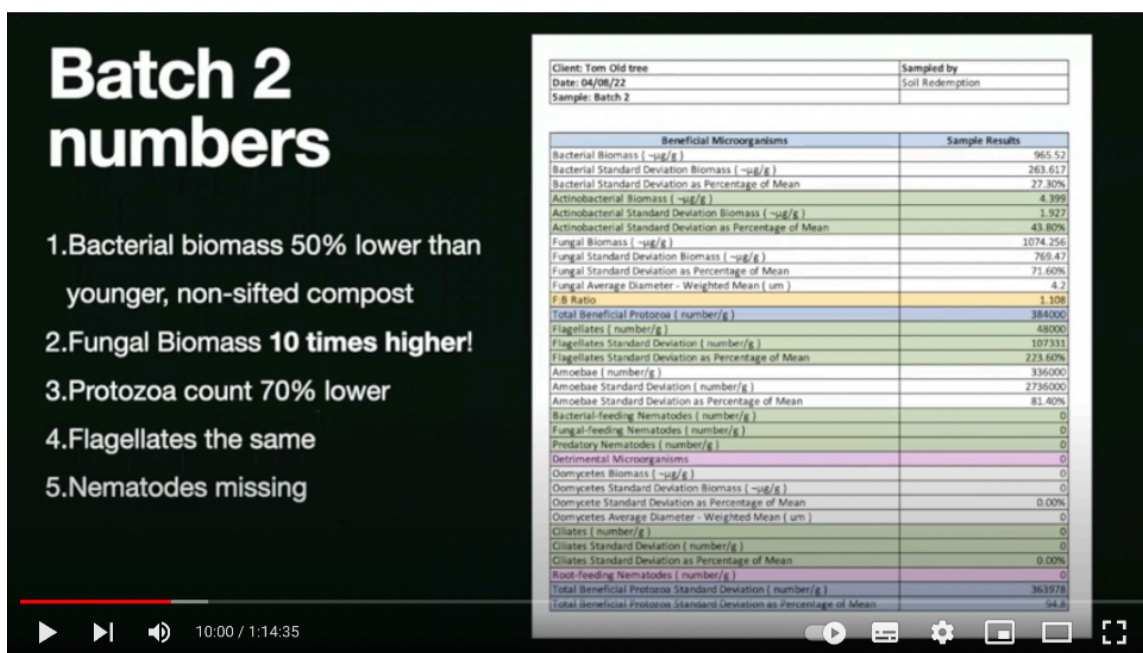 Batch 2
numbers
1.Bacterial biomass 50% lower than
younger, non-sifted compost
2.Fungal Biomass 10 times higher!
3.Protozoa count 70% lower
4.Flagellates the same
5.Nematodes missing
Client: Tom Old tree Sampled by
Date: 04/08/22 Soil Redemption
Sample: Batch 2
Beneficial Microorganisms Sample Results
Bacterial Biomass ( ~µg/g ) 965.52
Bacterial Standard Deviation Biomass ( ~µg/g ) 263.617
Bacterial Standard Deviation as Percentage of Mean 27.30%
Actinobacterial Biomass ( ~µg/g ) 4.399
Actinobacterial Standard Deviation Biomass ( ~µg/g ) 1.927
Actinobacterial Standard Deviation as Percentage of Mean 43.80%
Fungal Biomass ( ~µg/g ) 1074.256
Fungal Standard Deviation Biomass ( ~µg/g ) 769.47
Fungal Standard Deviation as Percentage of Mean 71.60%
Fungal Average Diameter - Weighted Mean ( um ) 4.2
F:B Ratio 1.108
Total Beneficial Protozoa ( number/g ) 384000
Flagellates ( number/g ) 48000
Flagellates Standard Deviation ( number/g ) 107331
Flagellates Standard Deviation as Percentage of Mean 223.60%
Amoebae ( number/g ) 336000
Amoebae Standard Deviation ( number/g ) 2736000
Amoebae Standard Deviation as Percentage of Mean 81.40%
Bacterial-feeding Nematodes ( number/g ) 0
Fungal-feeding Nematodes ( number/g ) 0
Predatory Nematodes ( number/g ) 0
Detrimental Microorganisms 0
Oomycetes Biomass ( ~µg/g ) 0
Oomycetes Standard Deviation Biomass ( ~µg/g ) 0
Oomycete Standard Deviation as Percentage of Mean 0.00%
Oomycetes Average Diameter - Weighted Mean ( um ) 0
Ciliates ( number/g ) 0
Ciliates Standard Deviation ( number/g ) 0
Ciliates Standard Deviation as Percentage of Mean 0.00%
Root-feeding Nematodes ( number/g ) 0
Total Beneficial Protozoa Standard Deviation ( number/g ) 363978
Total Beneficial Protozoa Standard Deviation as Percentage of Mean 94.8
10:00 / 1:14:35